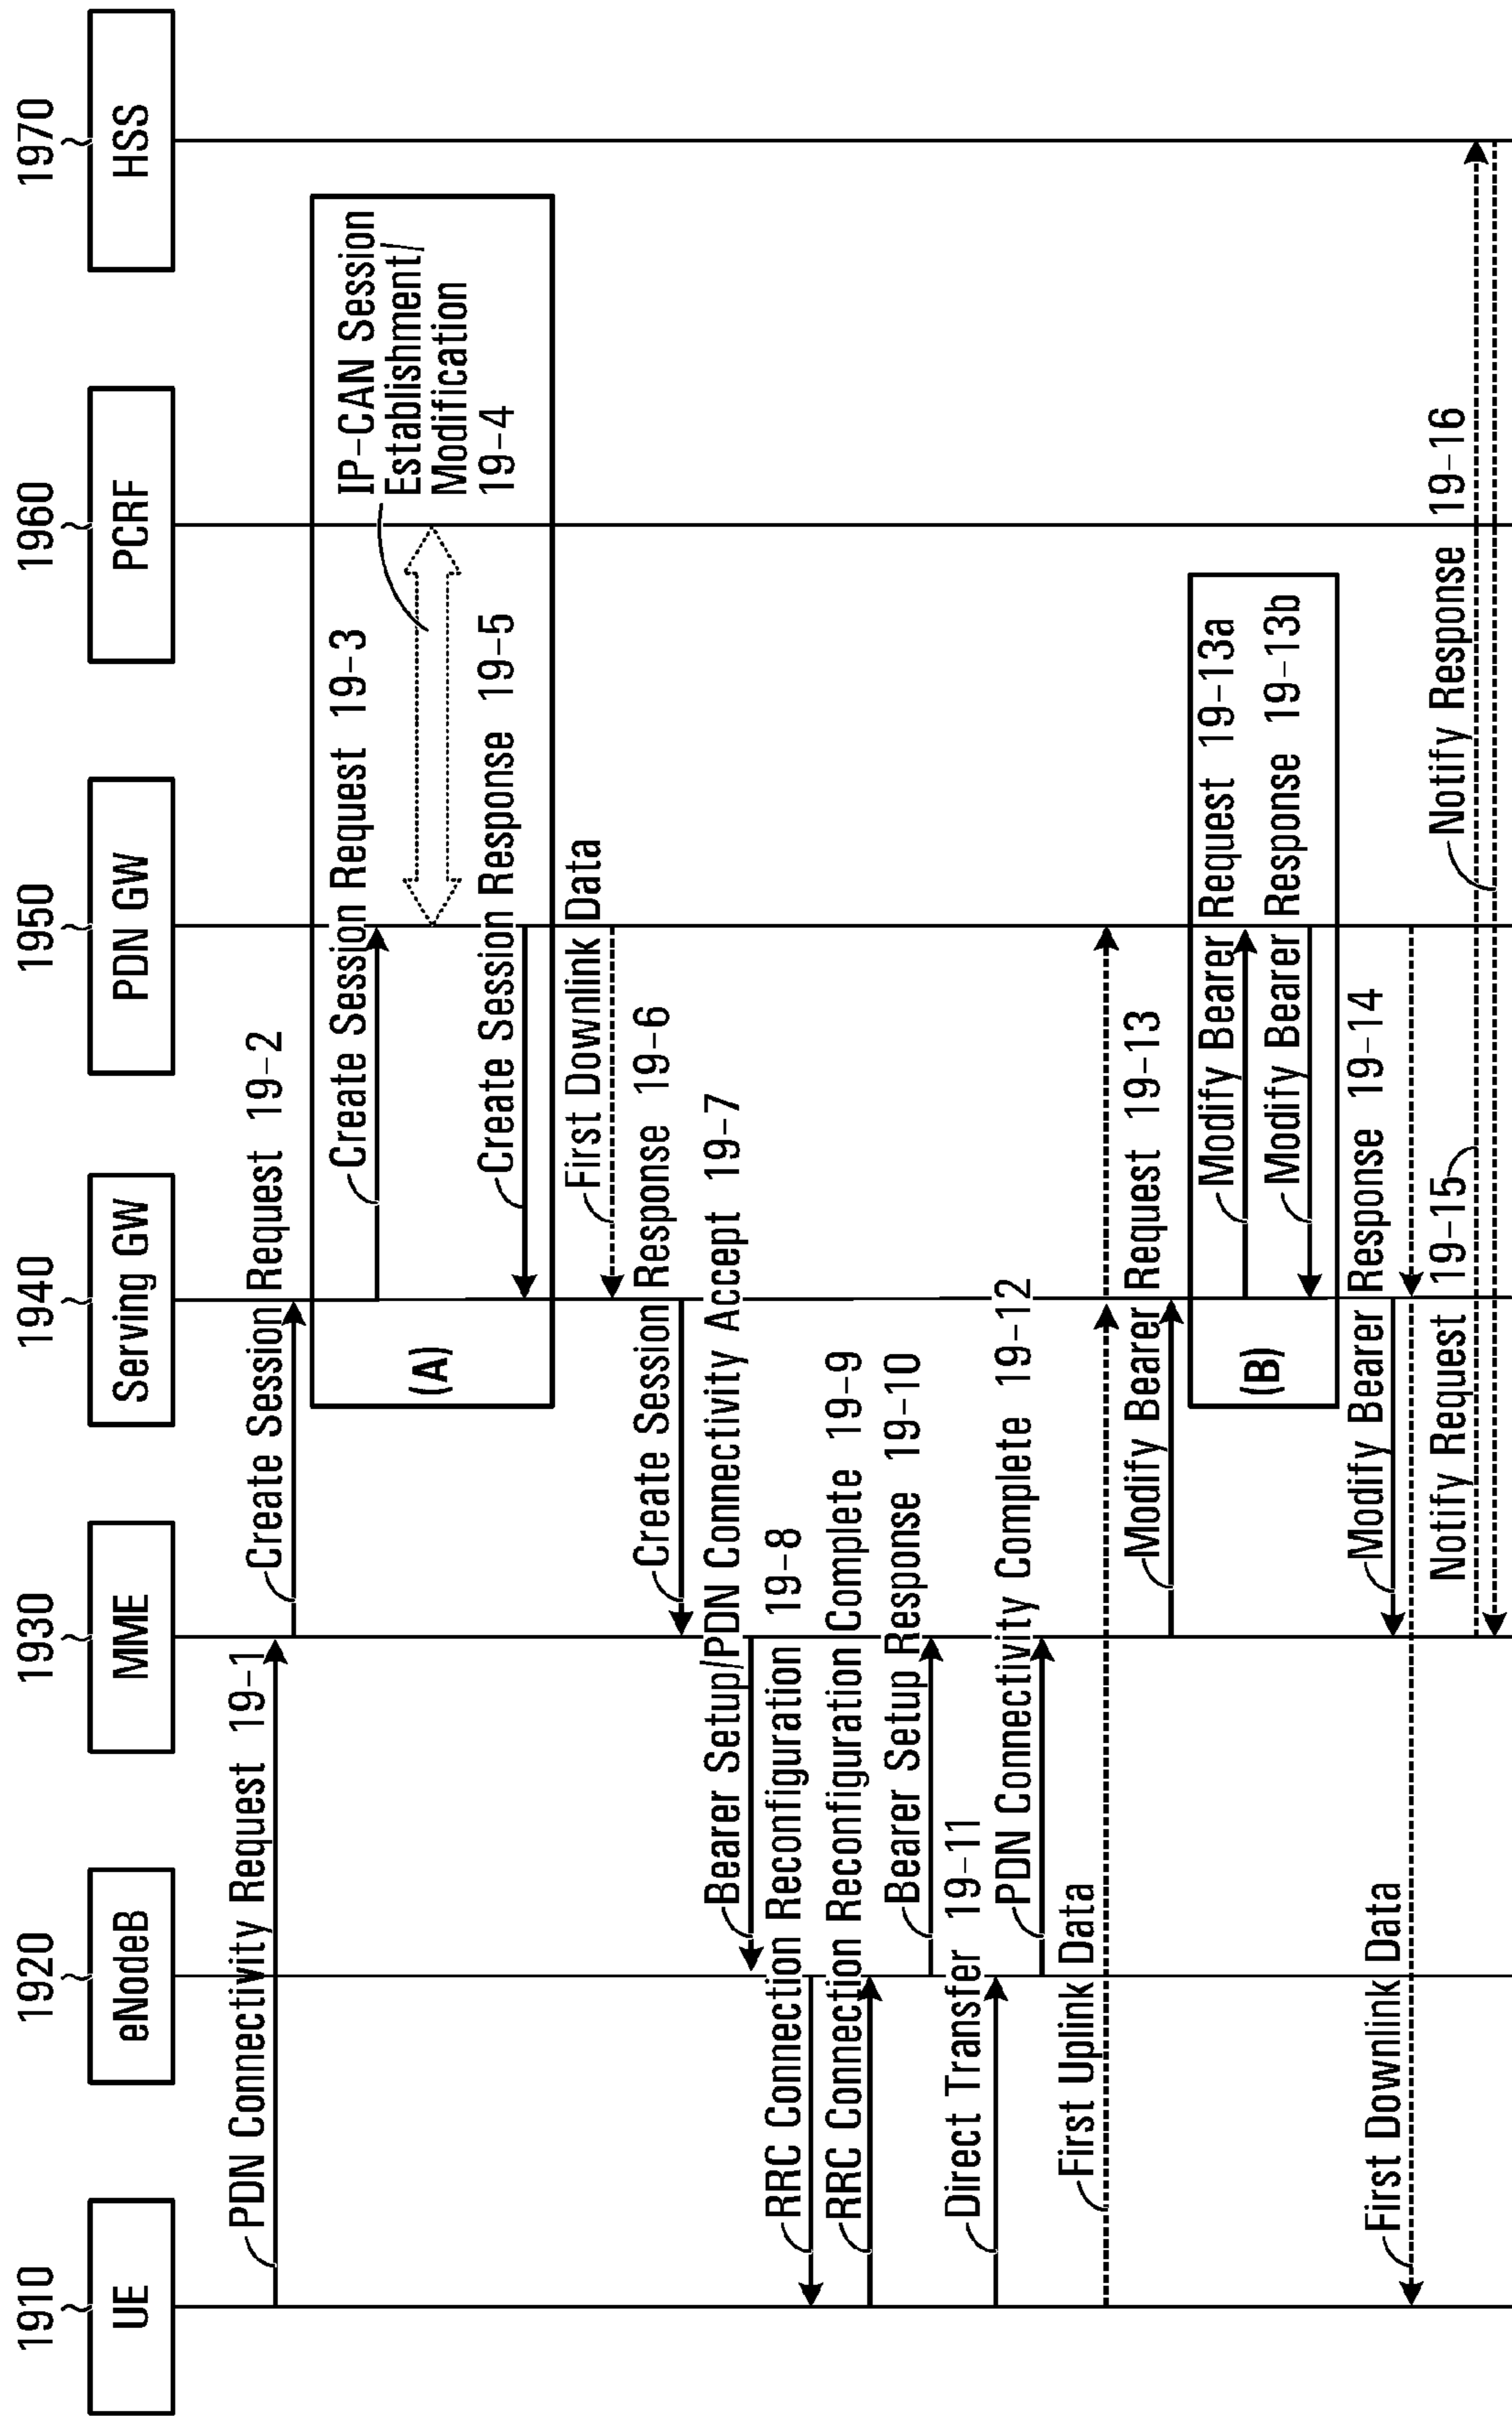 1910
1920
1930
1940
1950
1960
1970
UE
eNodeB
MME
Serving GW
PDN GW
PCRF
HSS
PDN Connectivity Request 19-1
Create Session Request 19-2
(A)
Create Session Request 19-3
IP-CAN Session
Establishment/
Modification
19-4
Create Session Response 19-5
First Downlink Data
Create Session Response 19-6
Bearer Setup/PDN Connectivity Accept 19-7
RRC Connection Reconfiguration 19-8
RRC Connection Reconfiguration Complete 19-9
Bearer Setup Response 19-10
Direct Transfer 19-11
PDN Connectivity Complete 19-12
First Uplink Data
Modify Bearer Request 19-13
(B)
Modify Bearer Request 19-13a
Modify Bearer Response 19-13b
Modify Bearer Response 19-14
First Downlink Data
Notify Request 19-15
Notify Response 19-16